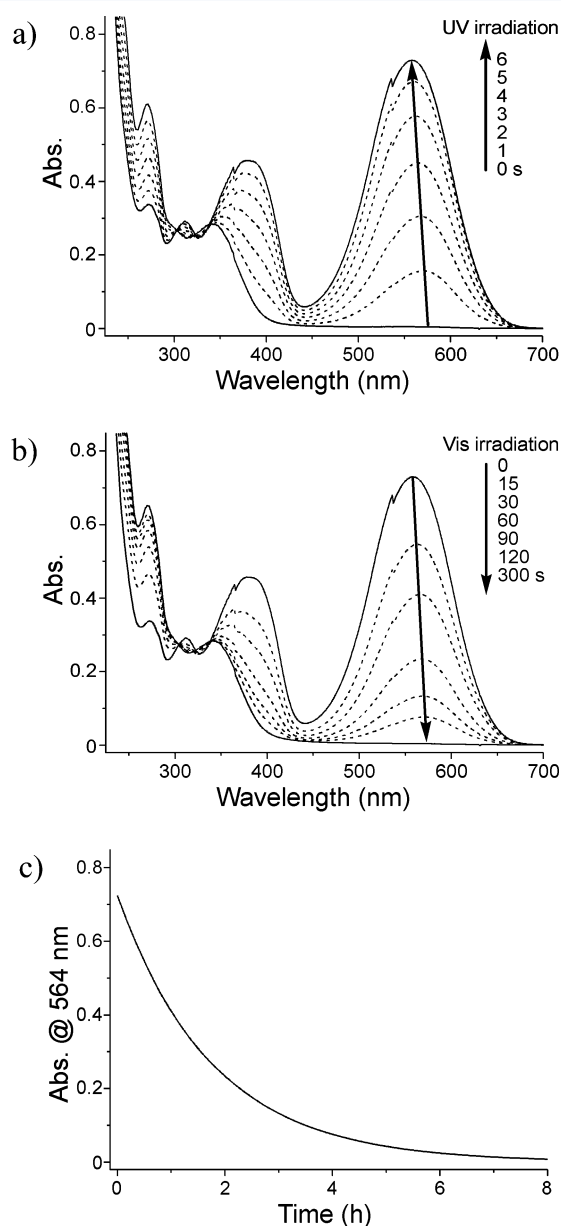 a)
UV irradiation
6
5
4
3
2
1
0 s
0.8
0.6
0.4
0.2
0
Abs.
300 400 500 600 700
Wavelength (nm)
b)
Vis irradiation
0
15
30
60
90
120
300 s
0.8
0.6
0.4
0.2
0
Abs.
300 400 500 600 700
Wavelength (nm)
c)
0.8
0.6
0.4
0.2
0
Abs. @ 564 nm
0 2 4 6 8
Time (h)